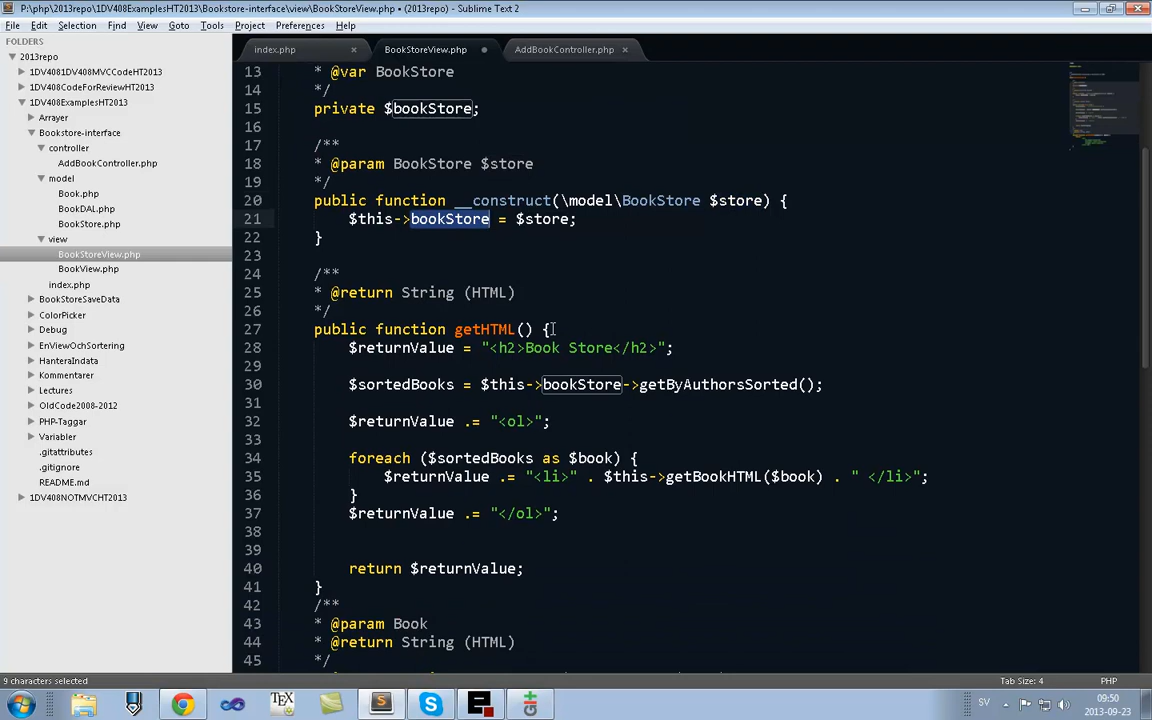 P:\php\2013repo\1DV408ExamplesHT2013\Bookstore-interface\view\BookStoreView.php • (2013repo) - Sublime Text 2
File Edit Selection Find View Goto Tools Project Preferences Help
FOLDERS
2013repo
1DV4081DV408MVCCodeHT2013
1DV408CodeForReviewHT2013
1DV408ExamplesHT2013
Arrayer
Bookstore-interface
controller
AddBookController.php
model
Book.php
BookDAL.php
BookStore.php
view
BookStoreView.php
BookView.php
index.php
BookStoreSaveData
ColorPicker
Debug
EnViewOchSortering
HanteraIndata
Kommentarer
Lectures
OldCode2008-2012
PHP-Taggar
Variabler
.gitattributes
.gitignore
README.md
1DV408NOTMVCHT2013
index.php × BookStoreView.php • AddBookController.php ×
13 * @var BookStore
14 */
15 private $bookStore;
16
17 /**
18 * @param BookStore $store
19 */
20 public function __construct(\model\BookStore $store) {
21 $this->bookStore = $store;
22 }
23
24 /**
25 * @return String (HTML)
26 */
27 public function getHTML() {
28 $returnValue = "<h2>Book Store</h2>";
29
30 $sortedBooks = $this->bookStore->getByAuthorsSorted();
31
32 $returnValue .= "<ol>";
33
34 foreach ($sortedBooks as $book) {
35 $returnValue .= "<li>" . $this->getBookHTML($book) . " </li>";
36 }
37 $returnValue .= "</ol>";
38
39
40 return $returnValue;
41 }
42 /**
43 * @param Book
44 * @return String (HTML)
45 */
9 characters selected Tab Size: 4 PHP
SV 09:50
2013-09-23